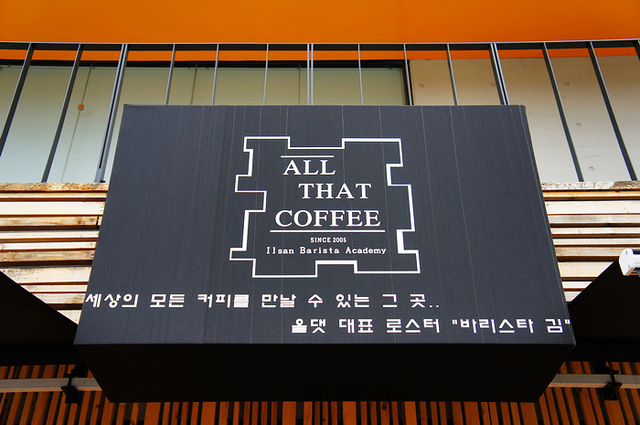 ALL
THAT
COFFEE
SINCE 2005
Ilsan Barista Academy
세상의 모든 커피를 만날 수 있는 그 곳..
올댓 대표 로스터 "바리스타 김"